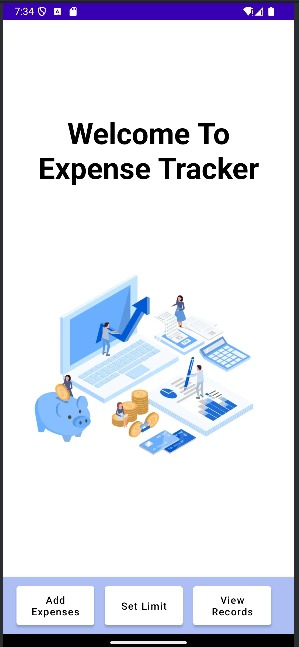 7:34
Welcome To
Expense Tracker
Add
Expenses
Set Limit
View
Records